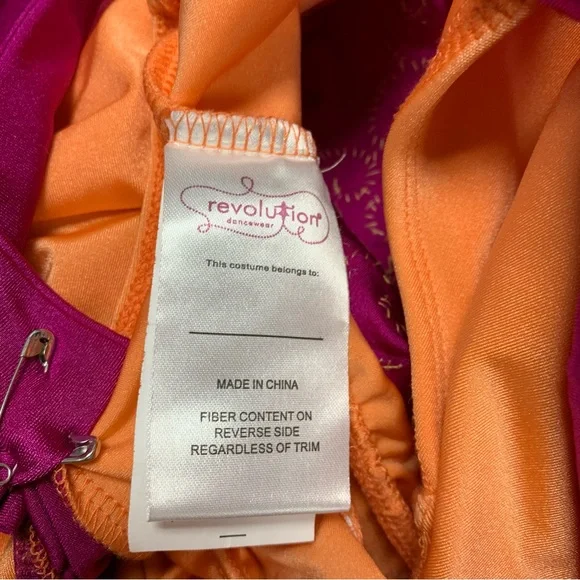 revolution®
dancewear
This costume belongs to:
MADE IN CHINA
FIBER CONTENT ON
REVERSE SIDE
REGARDLESS OF TRIM